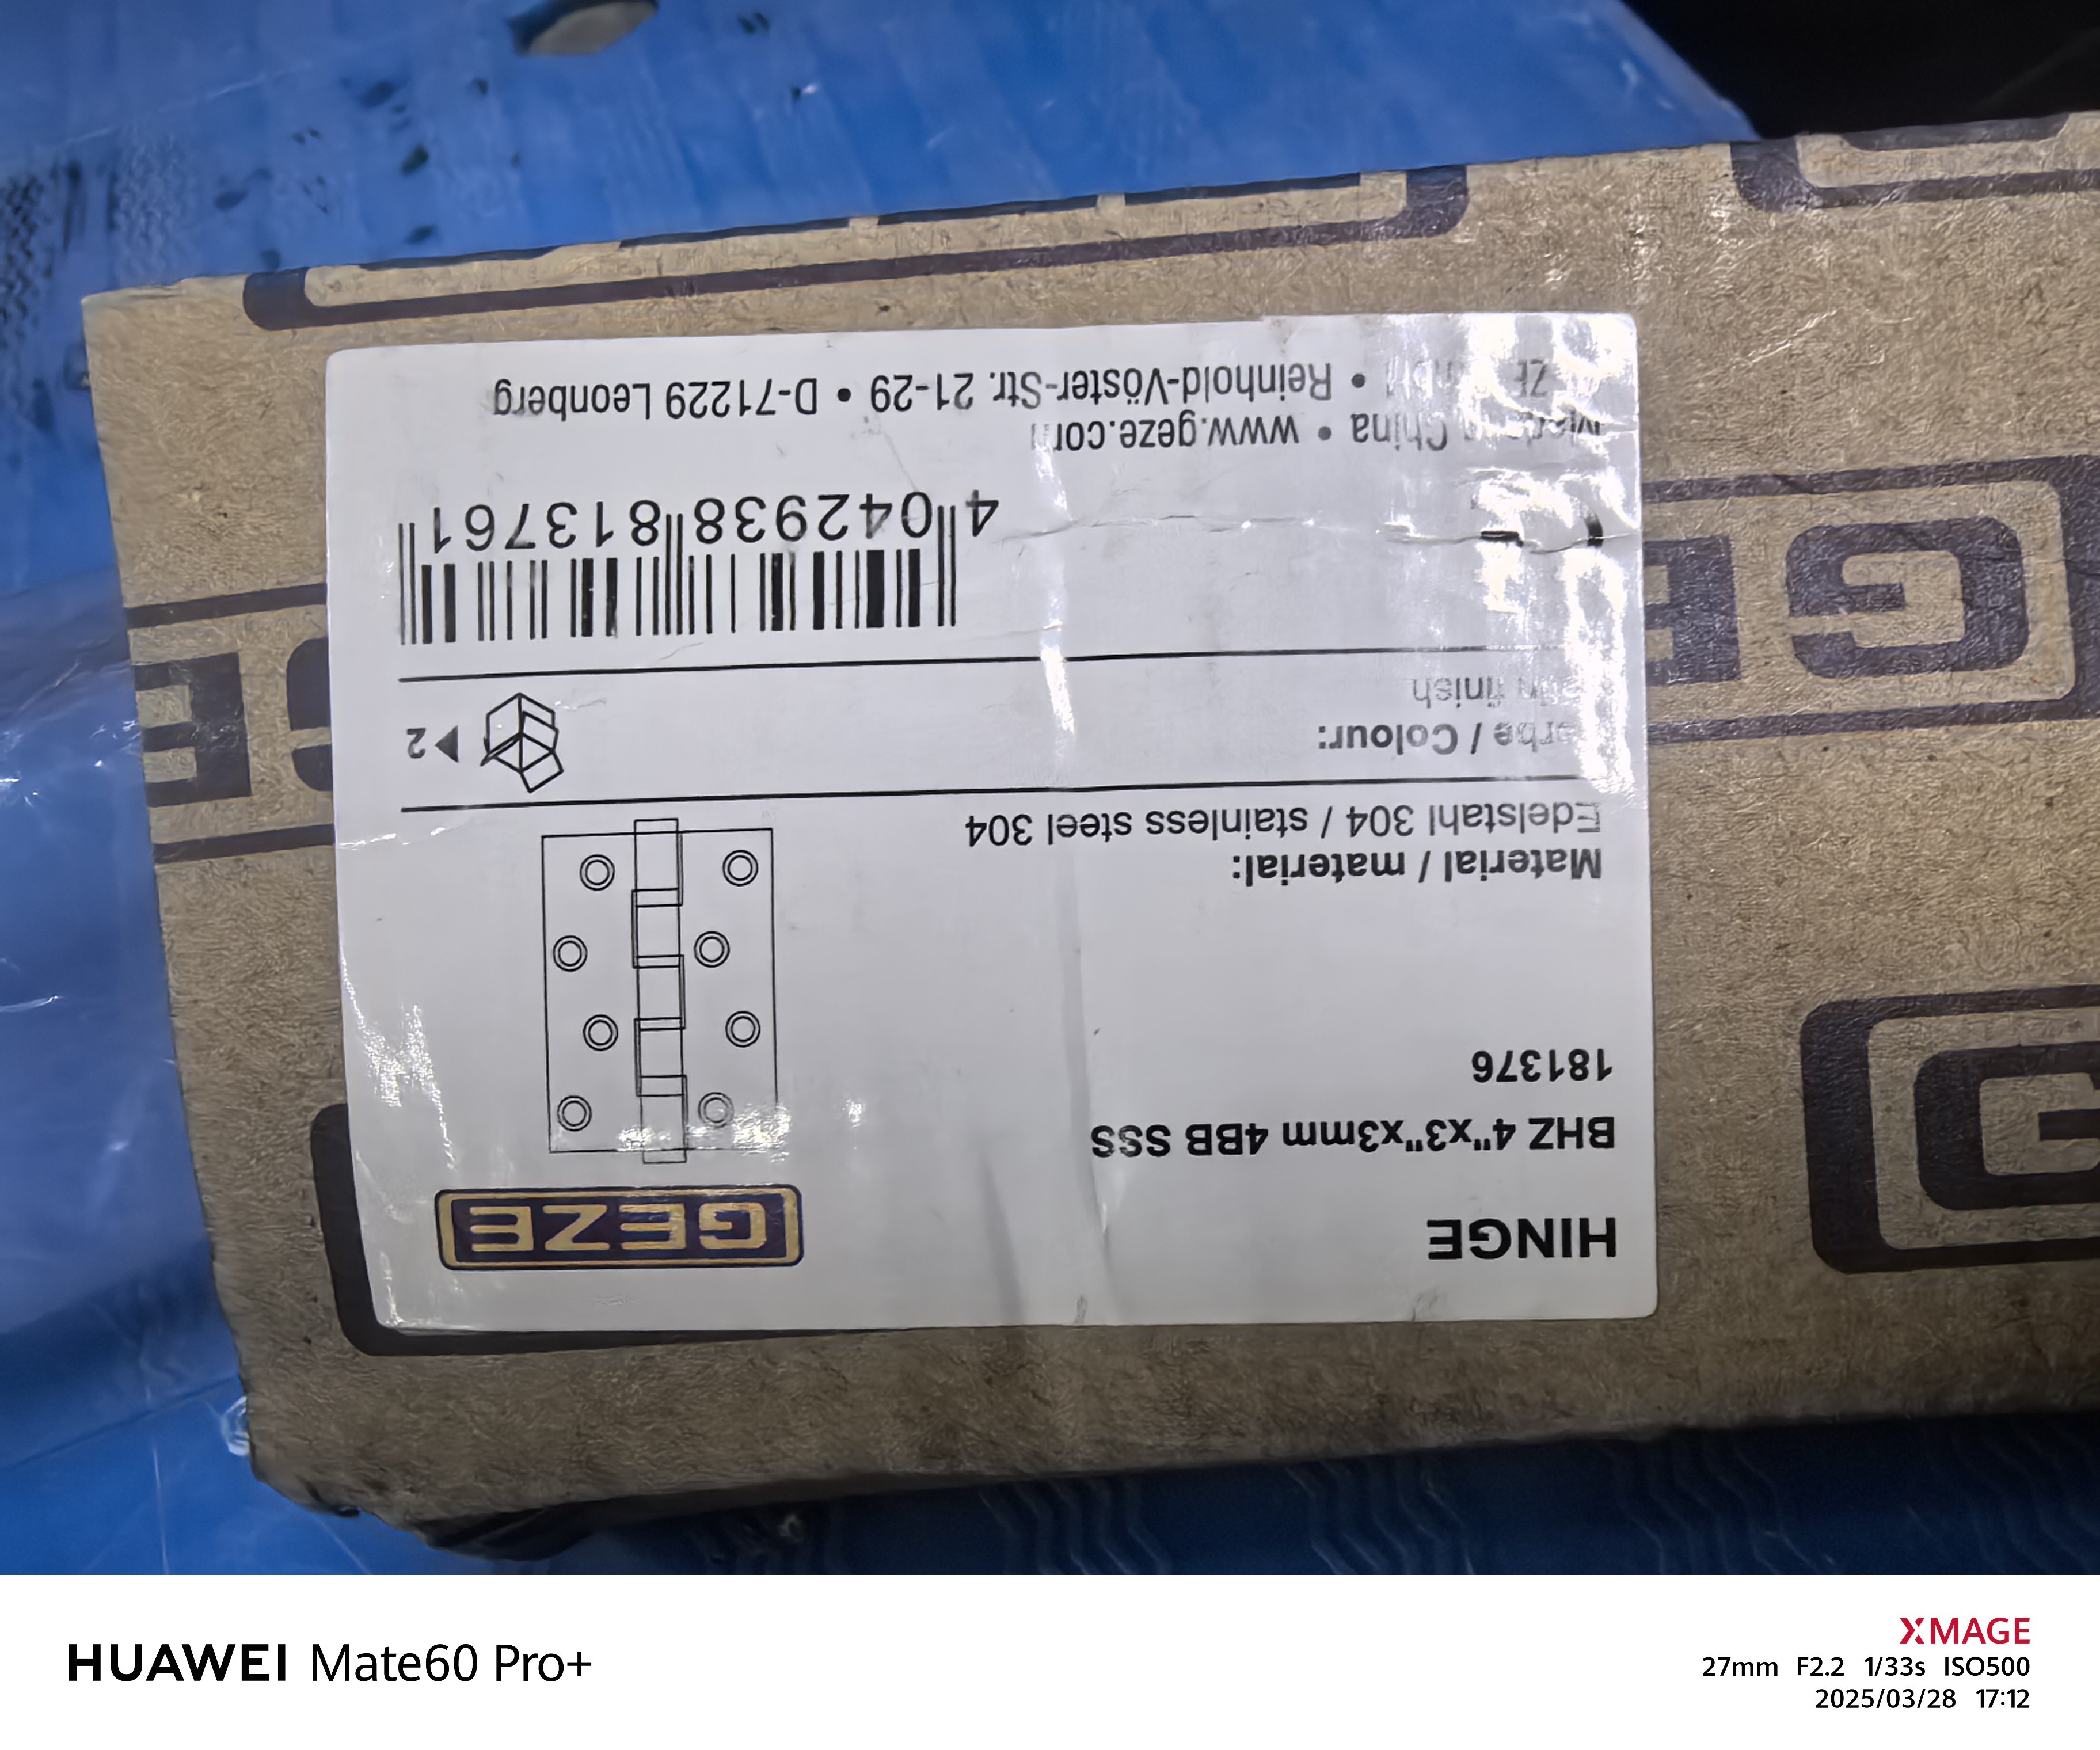 HINGE
GEZE
BHZ 4"x3"x3mm 4BB SSS
181376
Material / material:
Edelstahl 304 / stainless steel 304
/ Colour:
finish
2
4 042938 813761
China • www.geze.com
• Reinhold-Vöster-Str. 21-29 • D-71229 Leonberg
HUAWEI Mate60 Pro+
XMAGE
27mm F2.2 1/33s ISO500
2025/03/28 17:12